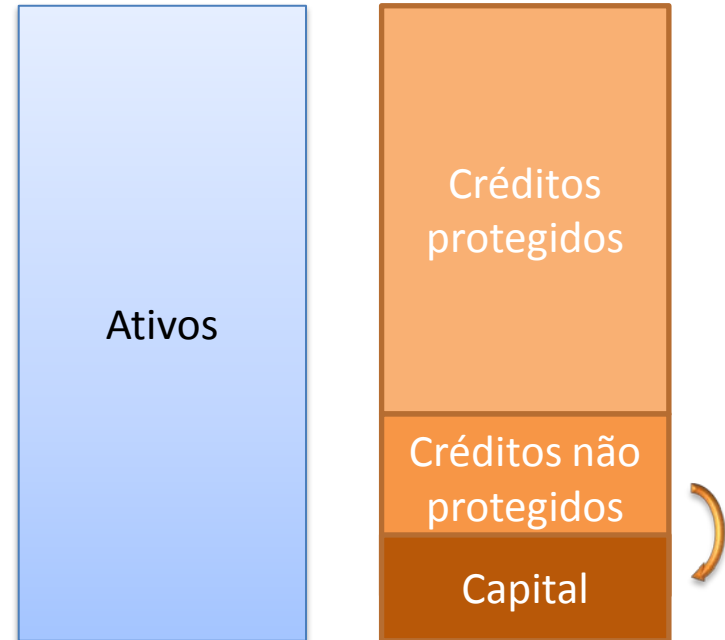 Ativos
Créditos
protegidos
Créditos não
protegidos
Capital